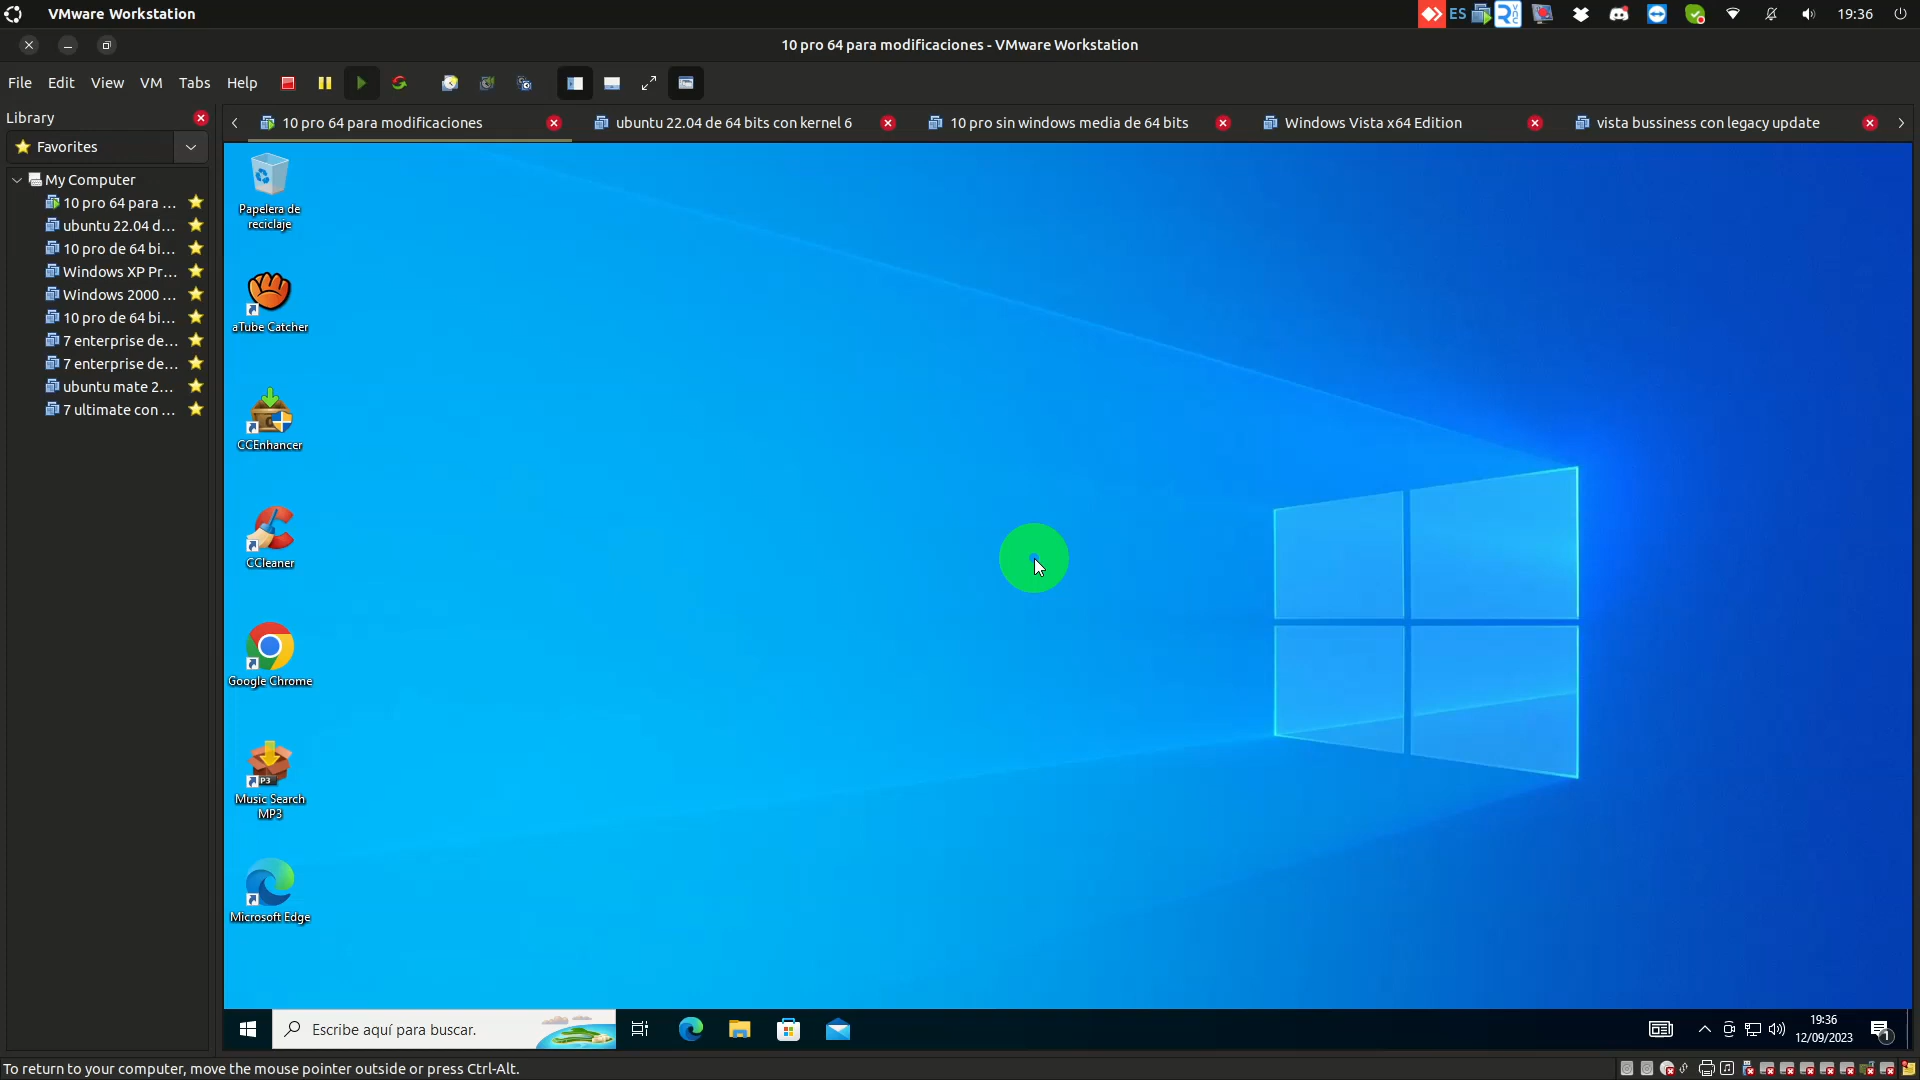 VMware Workstation
ES
19:36
10 pro 64 para modificaciones - VMware Workstation
File Edit View VM Tabs Help
Library
Favorites
My Computer
10 pro 64 para ...
ubuntu 22.04 d...
10 pro de 64 bi...
Windows XP Pr...
Windows 2000 ...
10 pro de 64 bi...
7 enterprise de...
7 enterprise de...
ubuntu mate 2...
7 ultimate con ...
10 pro 64 para modificaciones
ubuntu 22.04 de 64 bits con kernel 6
10 pro sin windows media de 64 bits
Windows Vista x64 Edition
vista bussiness con legacy update
Papelera de
reciclaje
aTube Catcher
CCEnhancer
CCleaner
Google Chrome
Music Search
MP3
Microsoft Edge
Escribe aquí para buscar.
19:36
12/09/2023
1
To return to your computer, move the mouse pointer outside or press Ctrl-Alt.